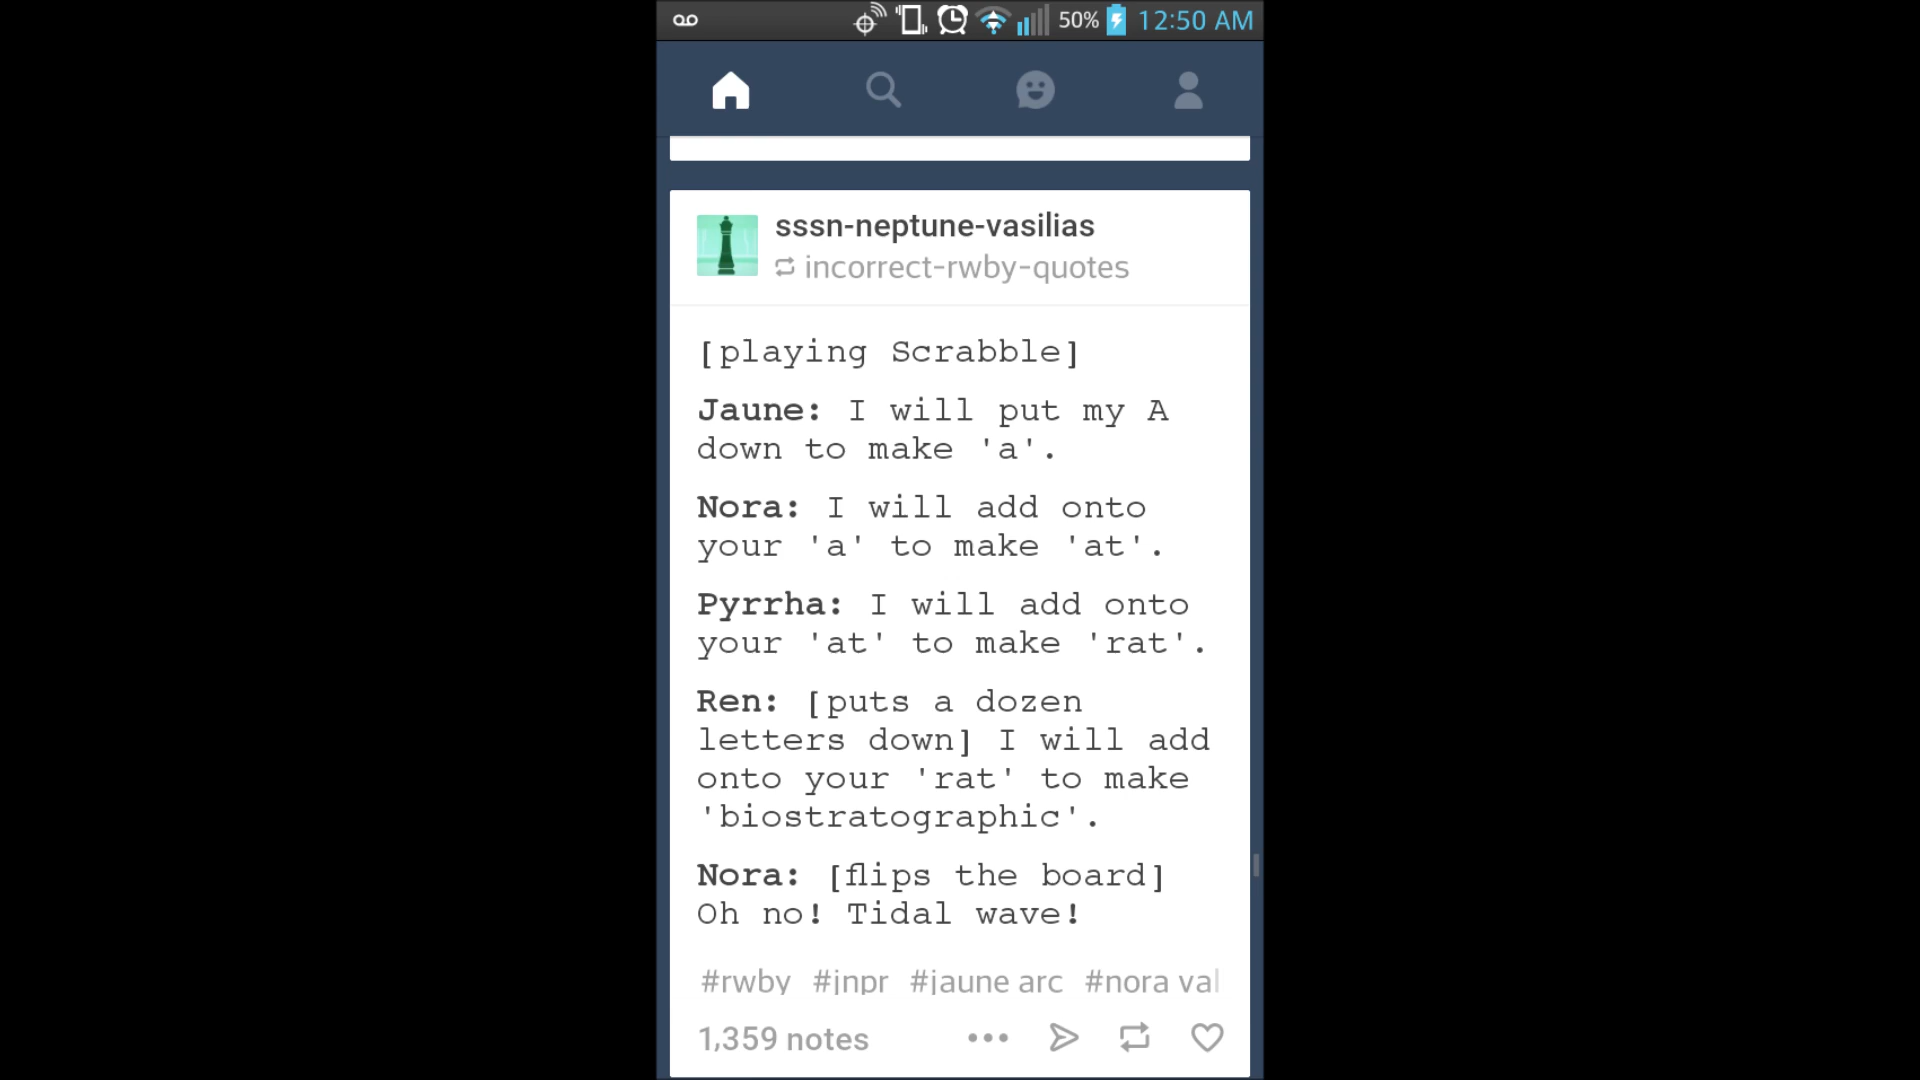 50% 12:50 AM
sssn-neptune-vasilias
incorrect-rwby-quotes
[playing Scrabble]
Jaune: I will put my A
down to make 'a'.
Nora: I will add onto
your 'a' to make 'at'.
Pyrrha: I will add onto
your 'at' to make 'rat'.
Ren: [puts a dozen
letters down] I will add
onto your 'rat' to make
'biostratographic'.
Nora: [flips the board]
Oh no! Tidal wave!
#rwby #jnpr #jaune arc #nora val
1,359 notes